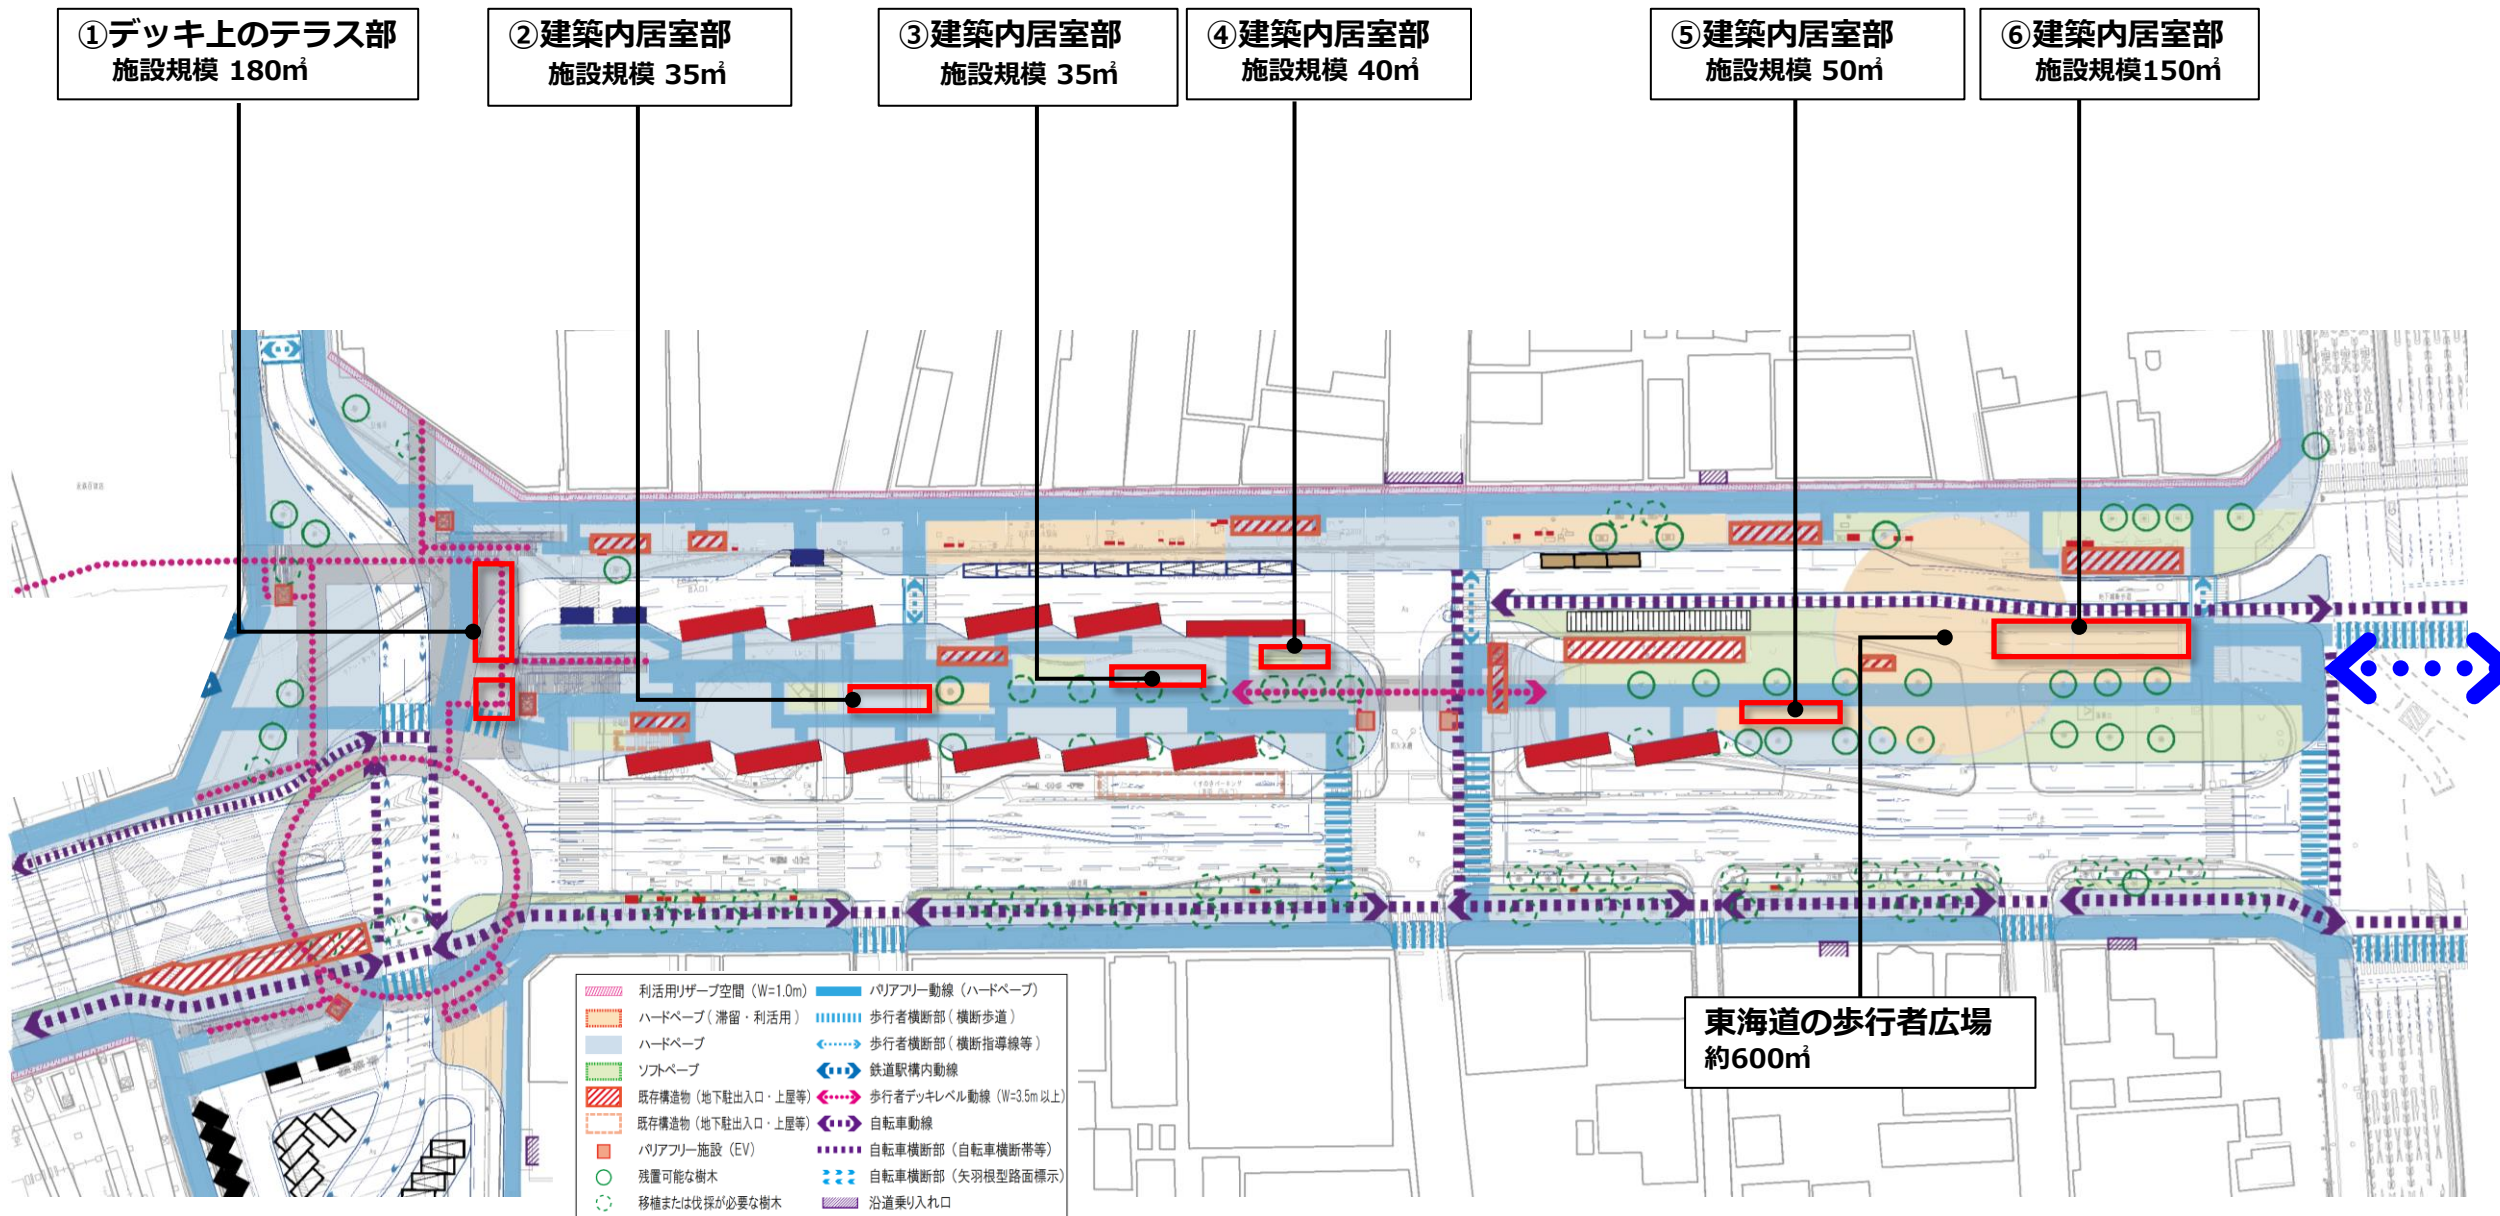 ①デッキ上のテラス部
施設規模 180㎡
②建築内居室部
施設規模 35㎡
③建築内居室部
施設規模 35㎡
④建築内居室部
施設規模 40㎡
⑤建築内居室部
施設規模 50㎡
⑥建築内居室部
施設規模150㎡
東海道の歩行者広場
約600㎡
利活用リザーブ空間（W=1.0m）
ハードペーブ（滞留・利活用）
ハードペーブ
ソフトペーブ
既存構造物（地下駐出入口・上屋等）
既存構造物（地下駐出入口・上屋等）
バリアフリー施設（EV）
残置可能な樹木
移植または伐採が必要な樹木
バリアフリー動線（ハードペーブ）
歩行者横断部（横断歩道）
歩行者横断部（横断指導線等）
鉄道駅構内動線
歩行者デッキレベル動線（W=3.5m以上）
自転車動線
自転車横断部（自転車横断帯等）
自転車横断部（矢羽根型路面標示）
沿道乗り入れ口